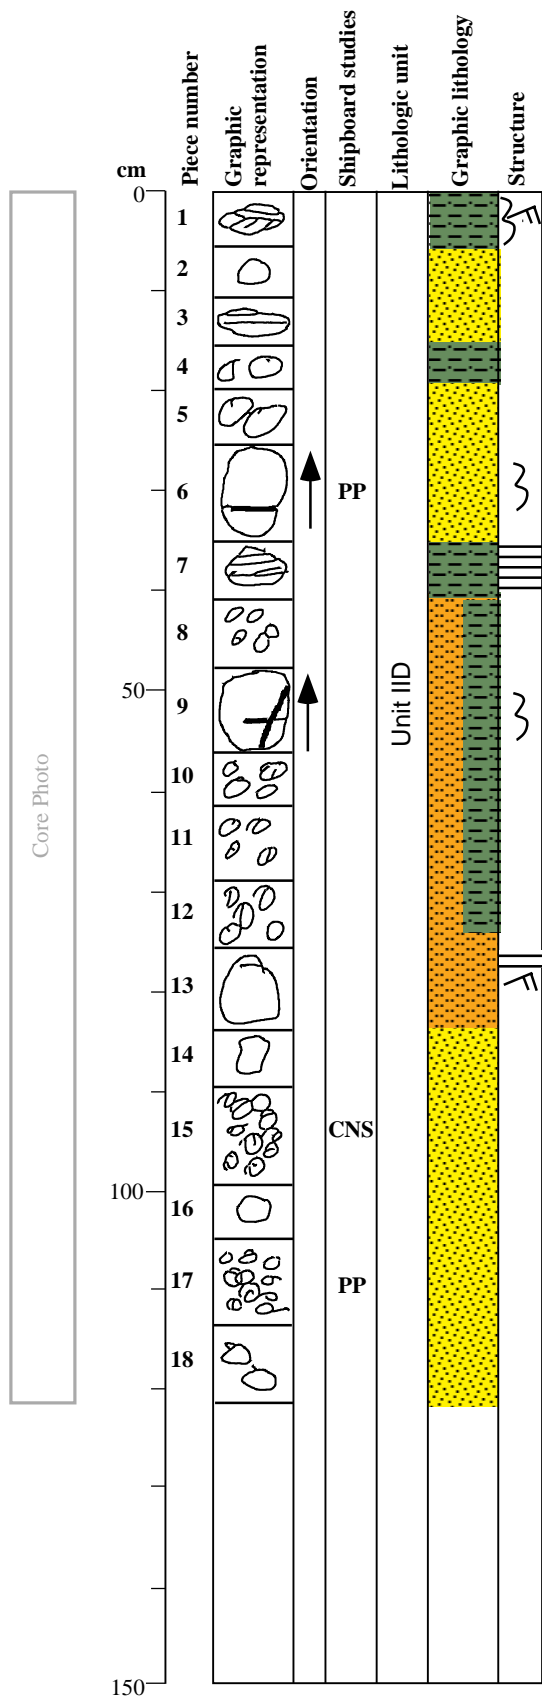 cm
Piece number
Graphic
representation
Orientation
Shipboard studies
Lithologic unit
Graphic lithology
Structure
0
1
F
2
3
4
5
6
PP
7
8
50
9
Unit IID
10
Core Photo
11
12
13
F
14
15
CNS
100
16
17
PP
18
150